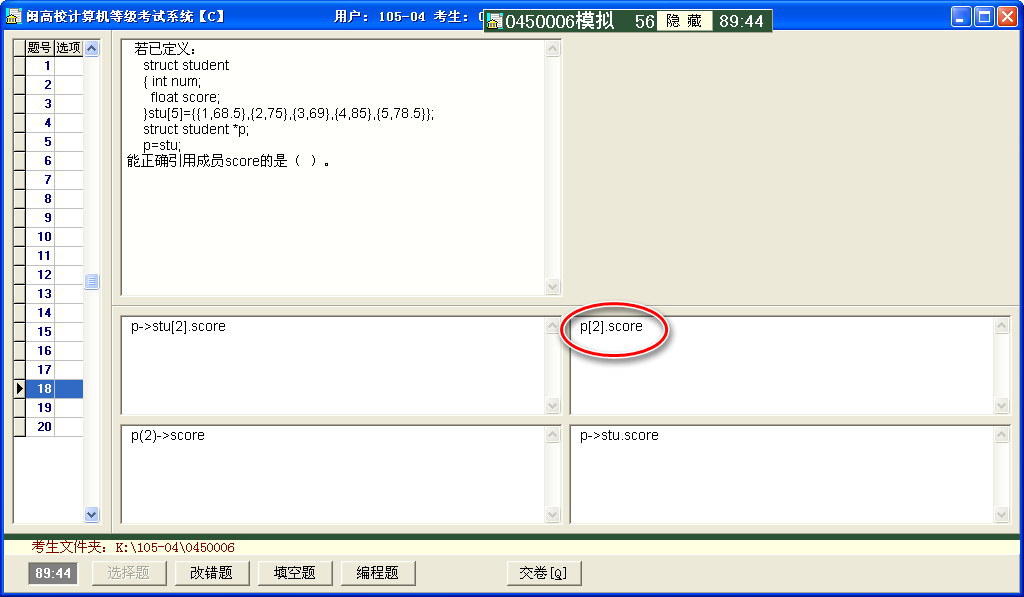 闽高校计算机等级考试系统【C】 用户: 105-04 考生:
0450006模拟 56 隐 藏 89:44
题号 选项
1
2
3
4
5
6
7
8
9
10
11
12
13
14
15
16
17
18
19
20
若已定义:
struct student
{ int num;
float score;
}stu[5]={{1,68.5},{2,75},{3,69},{4,85},{5,78.5}};
struct student *p;
p=stu;
能正确引用成员score的是（ ）。
p->stu[2].score
p[2].score
p(2)->score
p->stu.score
考生文件夹: K:\105-04\0450006
89:44 选择题 改错题 填空题 编程题 交卷[Q]